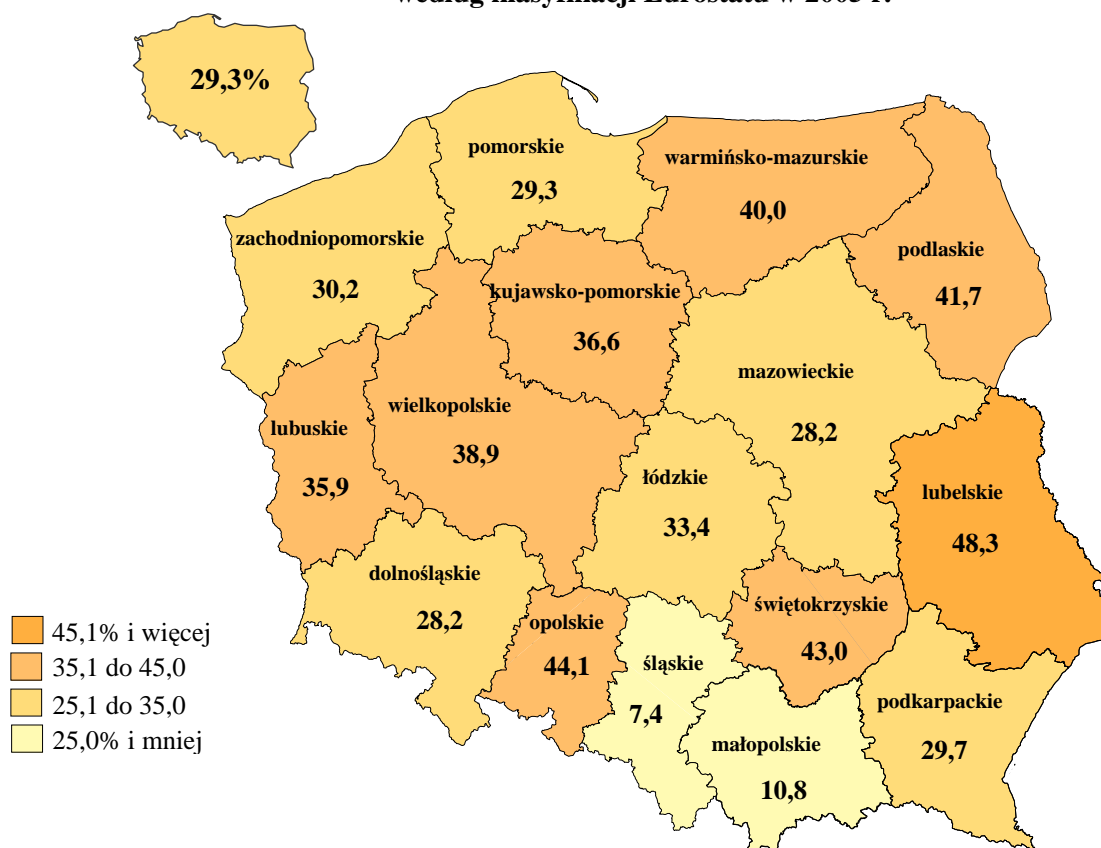 według klasyfikacji Eurostatu w r.
29,3%
pomorskie
29,3
warmińsko-mazurskie
40,0
zachodniopomorskie
30,2
podlaskie
41,7
kujawsko-pomorskie
36,6
mazowieckie
28,2
wielkopolskie
38,9
lubuskie
35,9
łódzkie
33,4
lubelskie
48,3
dolnośląskie
28,2
opolskie
44,1
świętokrzyskie
43,0
śląskie
7,4
podkarpackie
29,7
małopolskie
10,8
45,1% i więcej
35,1 do 45,0
25,1 do 35,0
25,0% i mniej